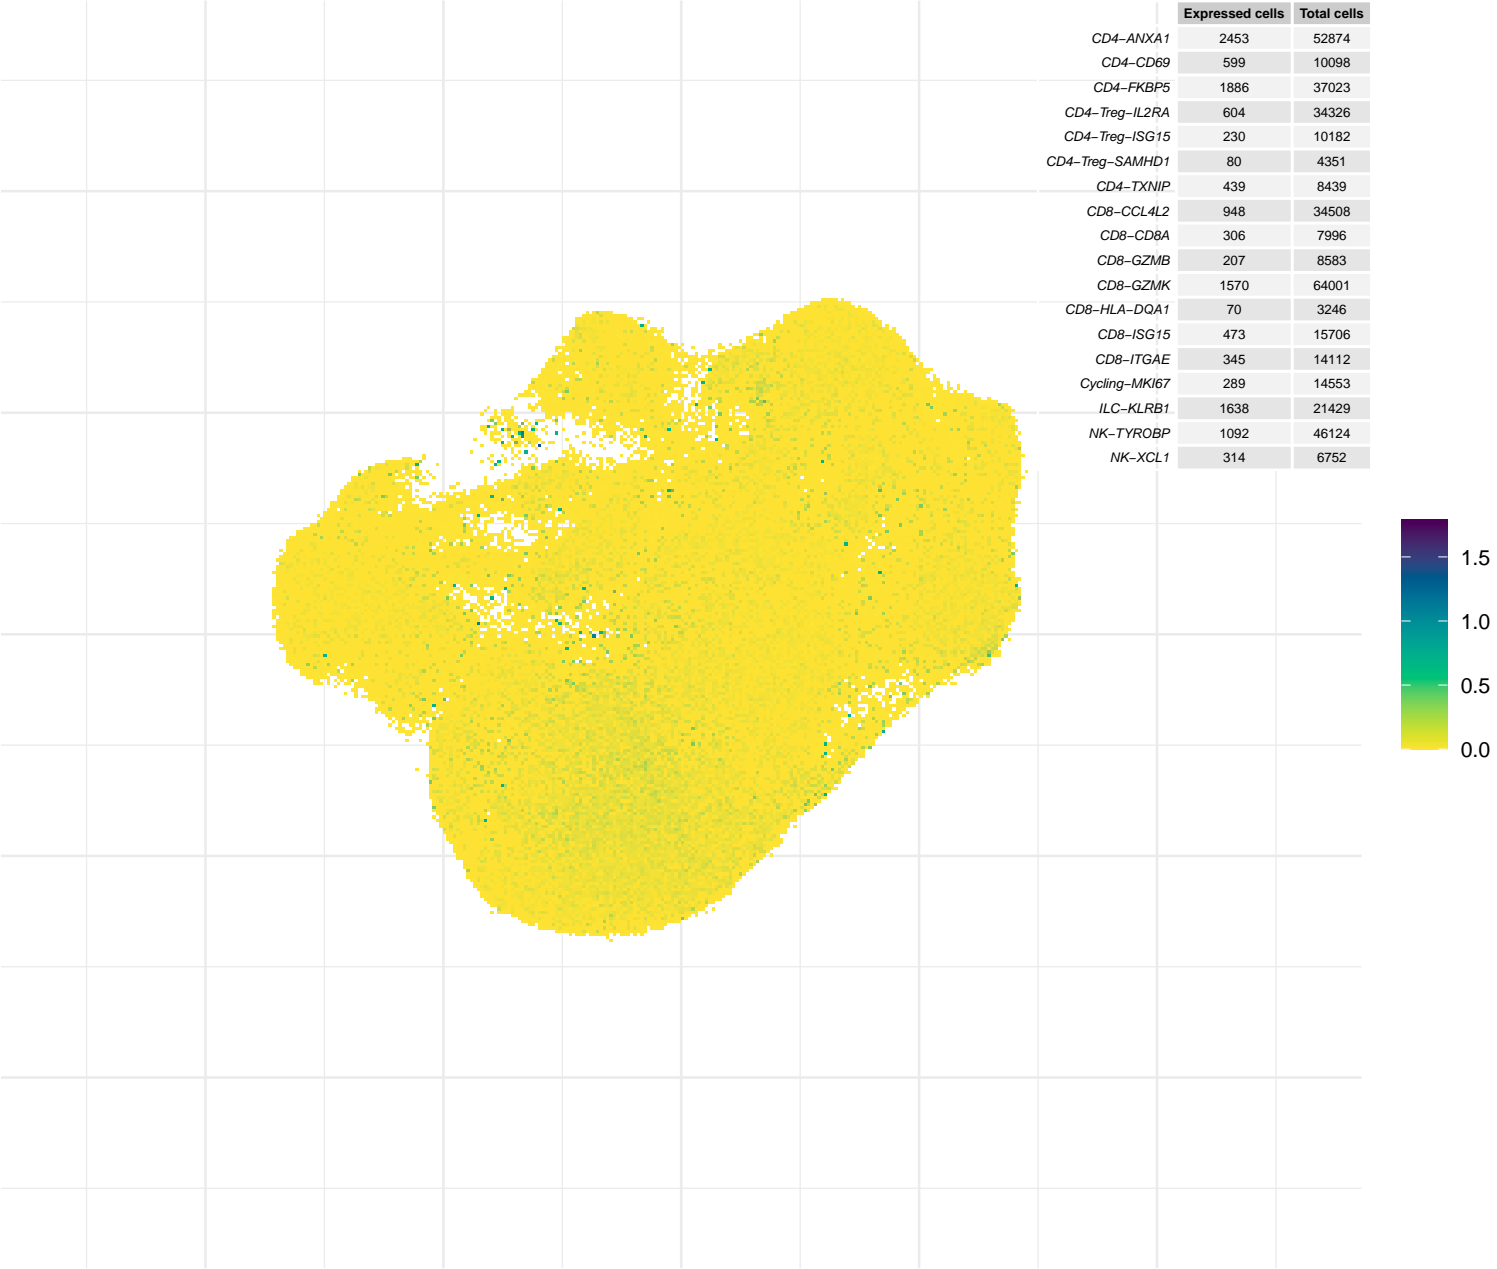 Expressed cells Total cells
CD4−ANXA1 2453 52874
CD4−CD69 599 10098
CD4−FKBP5 1886 37023
CD4−Treg−IL2RA 604 34326
CD4−Treg−ISG15 230 10182
CD4−Treg−SAMHD1 80 4351
CD4−TXNIP 439 8439
CD8−CCL4L2 948 34508
CD8−CD8A 306 7996
CD8−GZMB 207 8583
CD8−GZMK 1570 64001
CD8−HLA−DQA1 70 3246
CD8−ISG15 473 15706
CD8−ITGAE 345 14112
Cycling−MKI67 289 14553
ILC−KLRB1 1638 21429
NK−TYROBP 1092 46124
NK−XCL1 314 6752
1.5
1.0
0.5
0.0